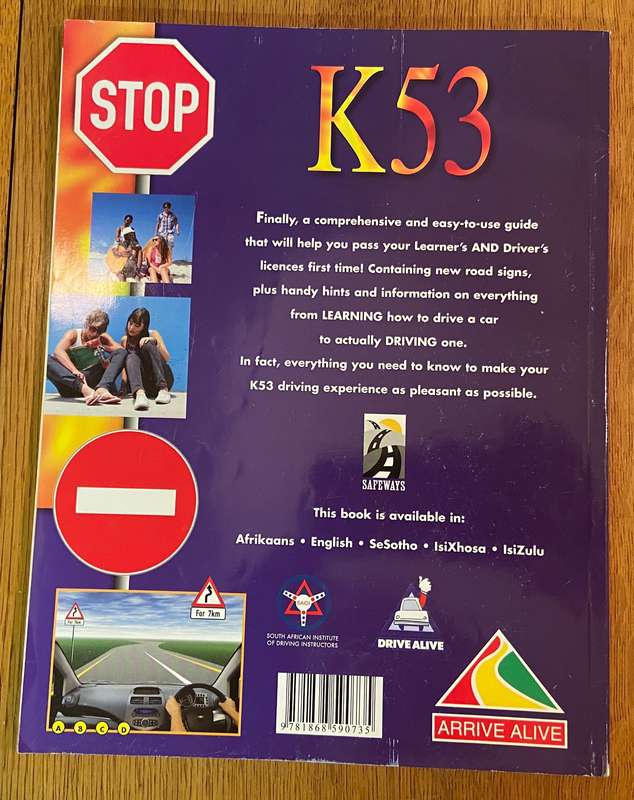 STOP
K53
Finally, a comprehensive and easy-to-use guide
that will help you pass your Learner's AND Driver's
licences first time! Containing new road signs,
plus handy hints and information on everything
from LEARNING how to drive a car
to actually DRIVING one.
In fact, everything you need to know to make your
K53 driving experience as pleasant as possible.
SAFEWAYS
This book is available in:
Afrikaans • English • SeSotho • IsiXhosa • IsiZulu
For 7km
For 7km
SAIDI
SOUTH AFRICAN INSTITUTE
OF DRIVING INSTRUCTORS
DRIVE ALIVE
A B C D
9 781868 590735
ARRIVE ALIVE